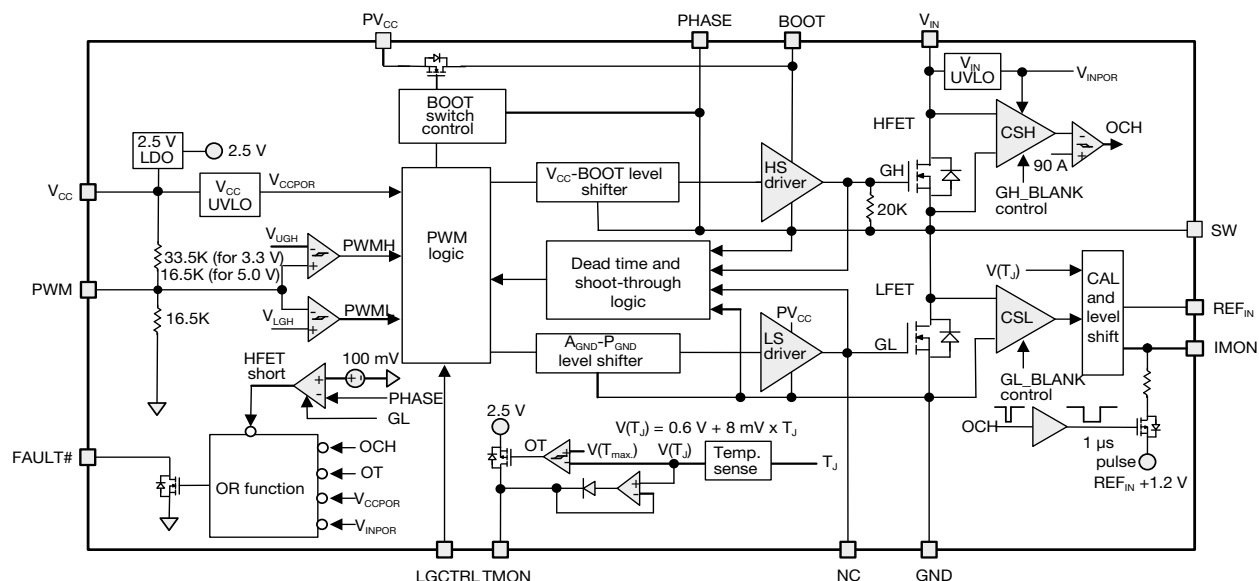 PVCC
PHASE
BOOT
VIN
VIN
UVLO
VINPOR
BOOT
switch
control
HFET
CSH
OCH
90 A
2.5 V
LDO
2.5 V
VCC
VCC
UVLO
VCCPOR
VCC-BOOT level
shifter
HS
driver
GH
20K
GH_BLANK
control
SW
VUGH
PWMH
33.5K (for 3.3 V)
16.5K (for 5.0 V)
PWM
logic
Dead time and
shoot-through
logic
PWM
16.5K
VLGH
PWML
V(TJ)
CAL
and
level
shift
LFET
CSL
REFIN
IMON
PVCC
LS
driver
GL
AGND-PGND
level shifter
GL_BLANK
control
HFET
short
100 mV
PHASE
GL
2.5 V
V(TJ) = 0.6 V + 8 mV x TJ
OT
V(Tmax.)
V(TJ)
Temp.
sense
TJ
OCH
1 µs
pulse
REFIN +1.2 V
FAULT#
OR function
OCH
OT
VCCPOR
VINPOR
LGCTRL
TMON
NC
GND